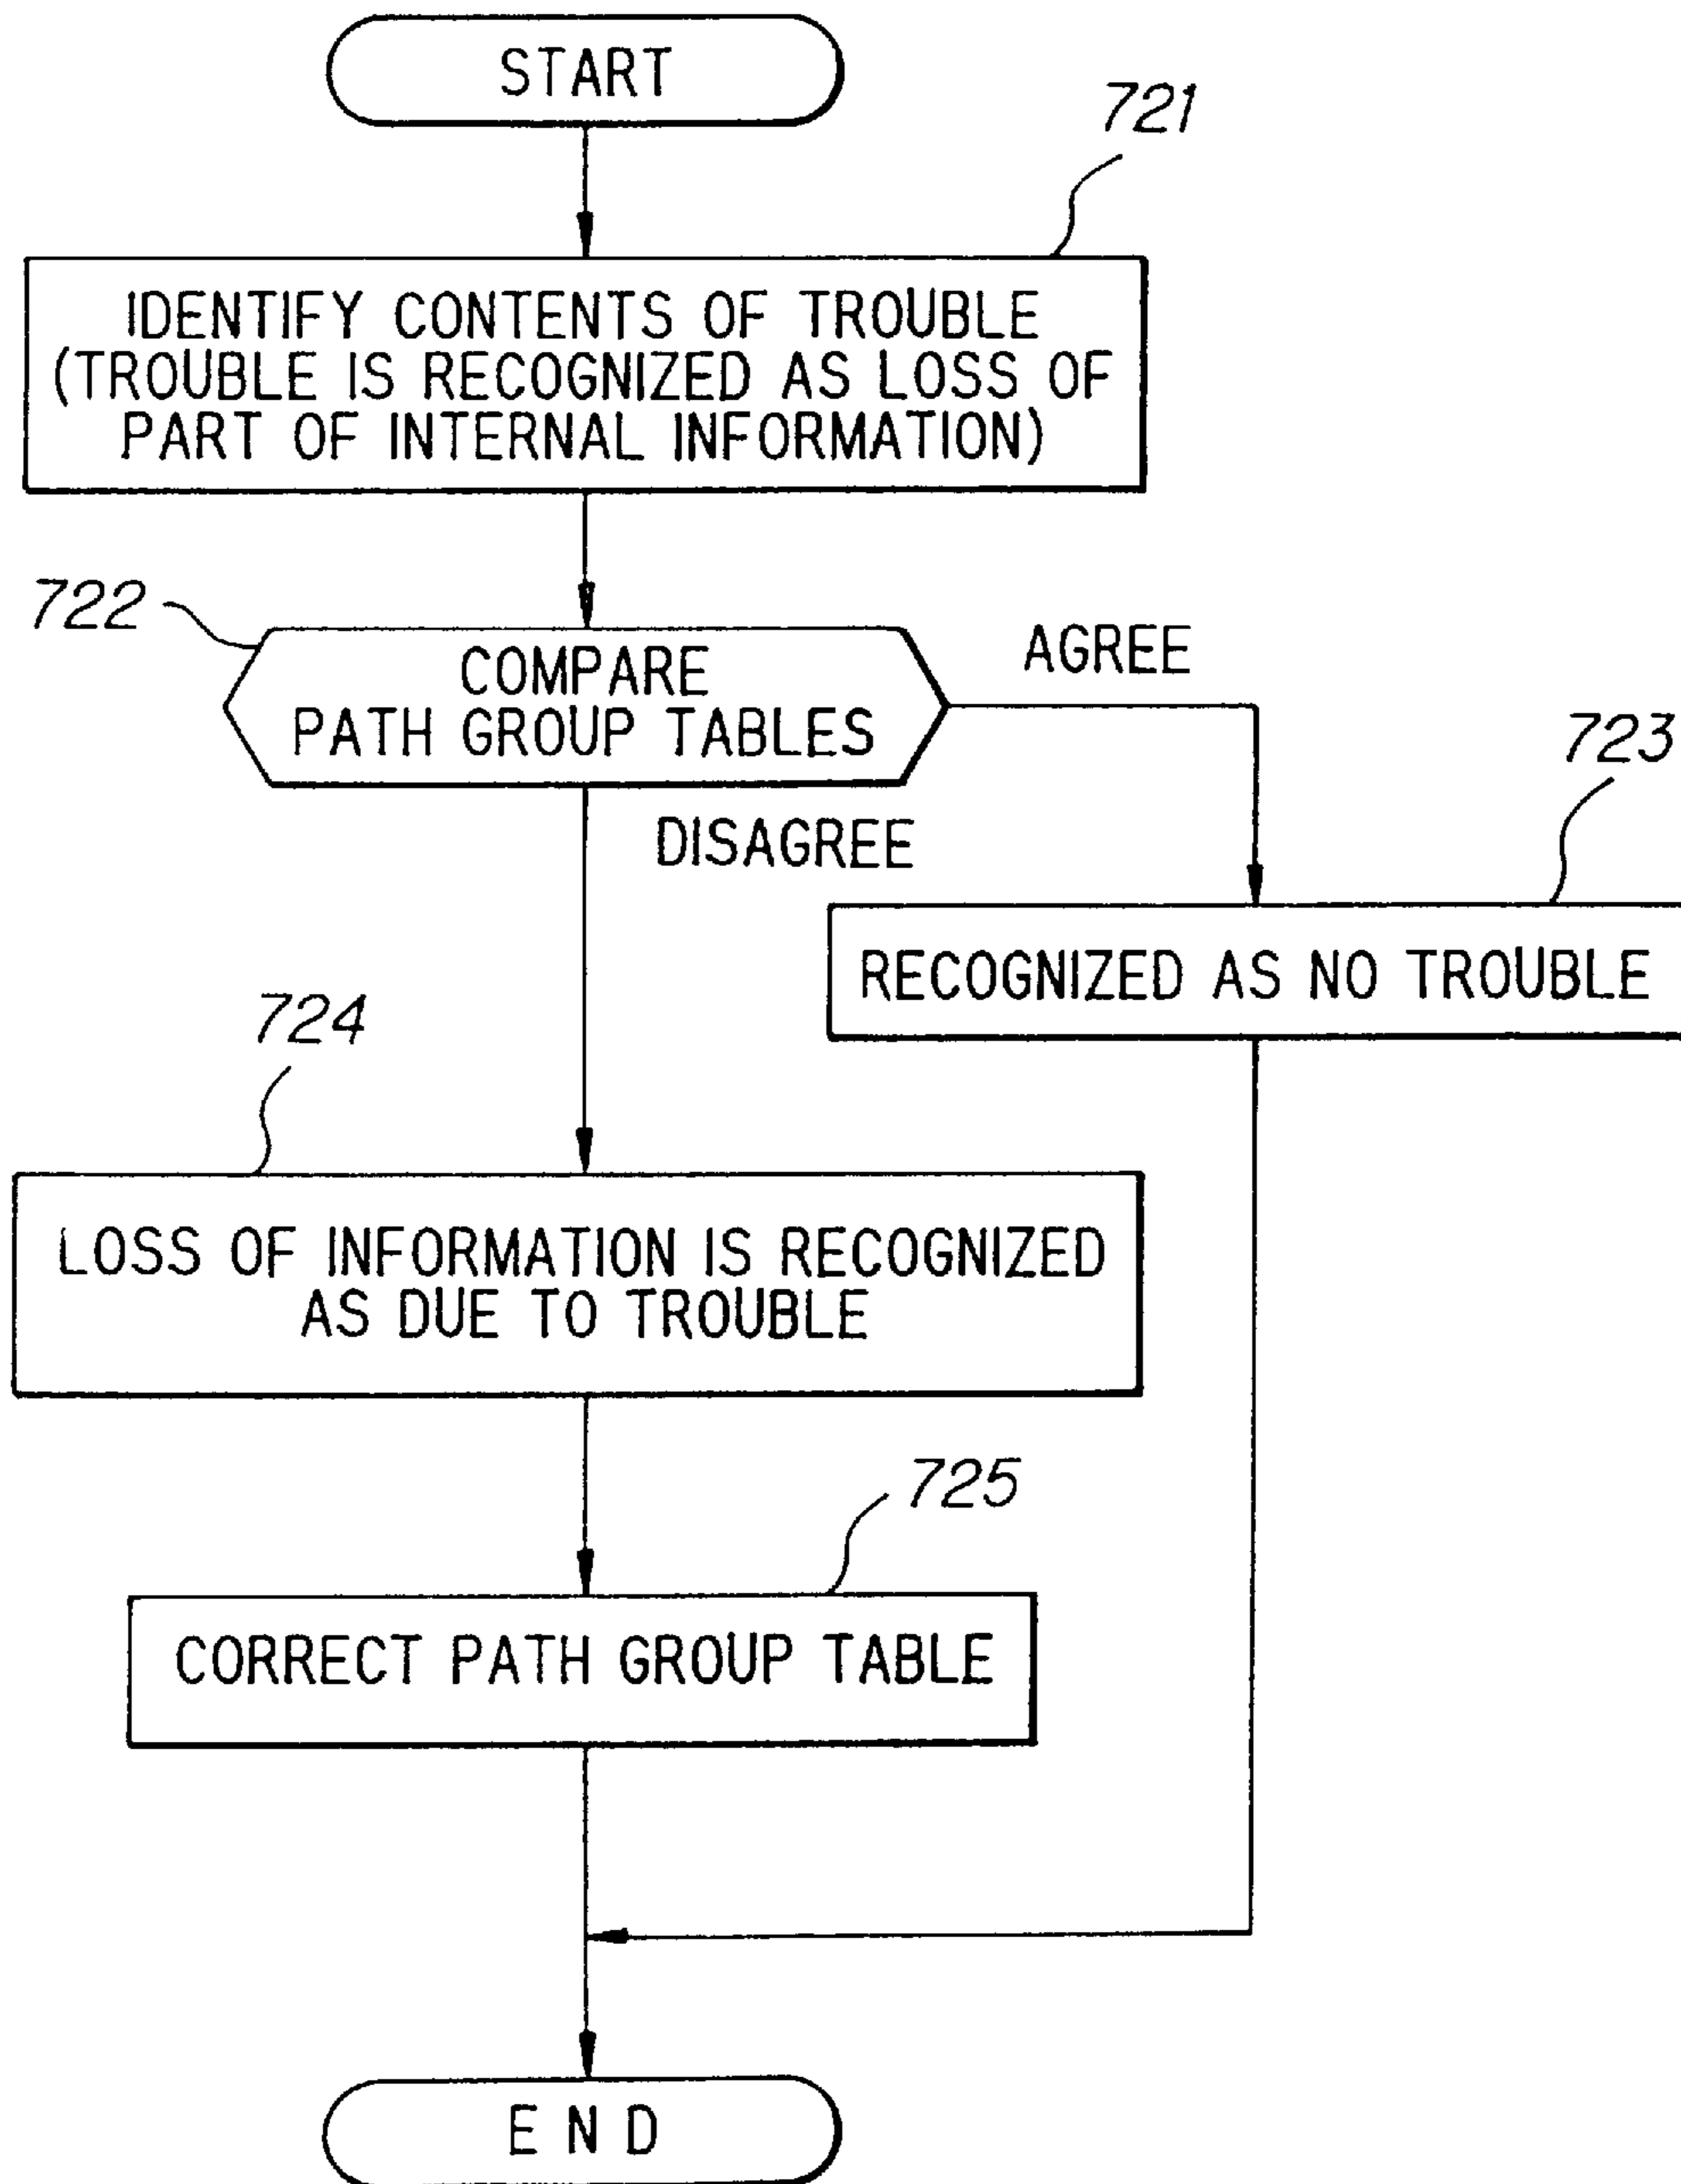 START
721
IDENTIFY CONTENTS OF TROUBLE
(TROUBLE IS RECOGNIZED AS LOSS OF
PART OF INTERNAL INFORMATION)
722
COMPARE
PATH GROUP TABLES
AGREE
DISAGREE
723
RECOGNIZED AS NO TROUBLE
724
LOSS OF INFORMATION IS RECOGNIZED
AS DUE TO TROUBLE
725
CORRECT PATH GROUP TABLE
END